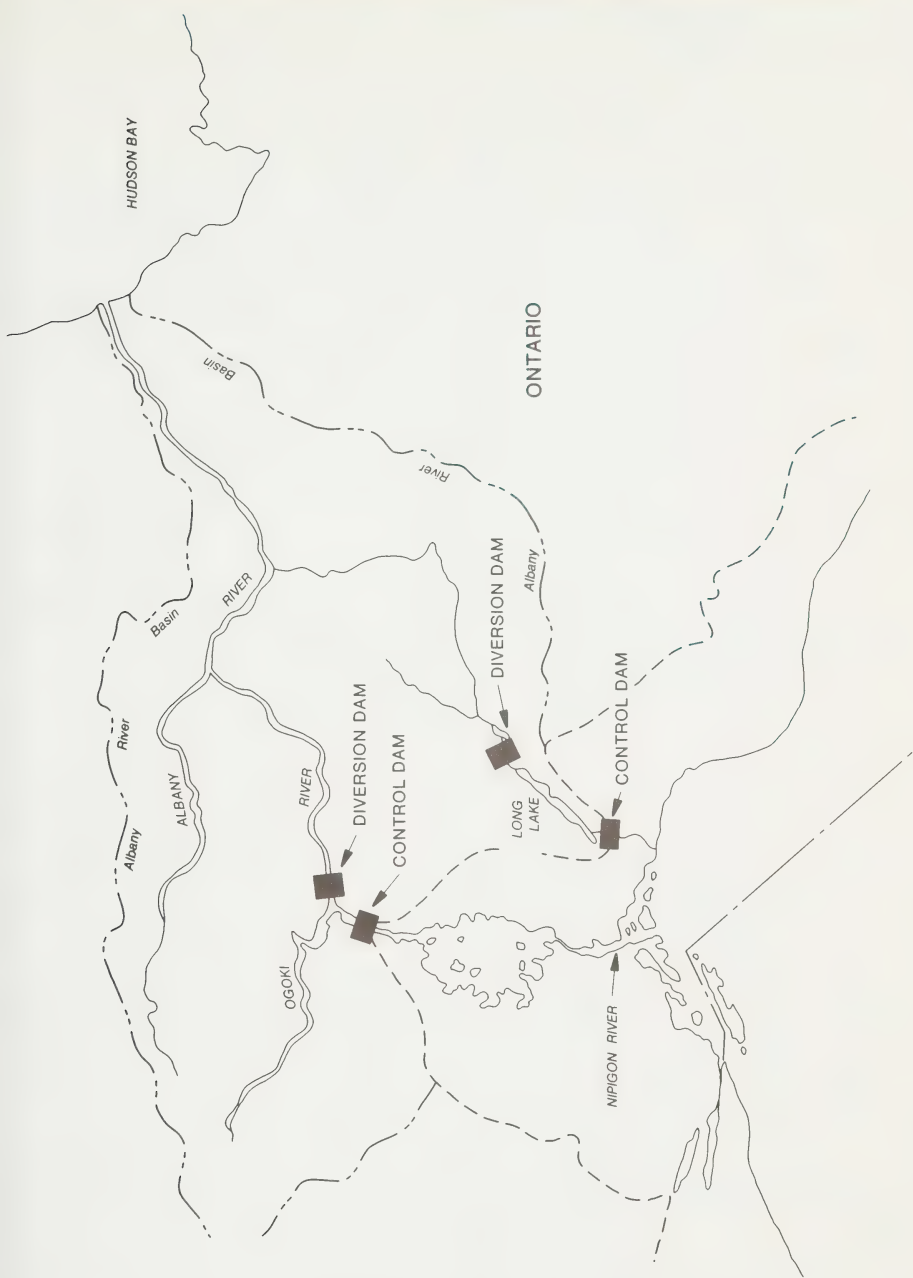 HUDSON BAY
Basin
River
ONTARIO
Albany
Basin
River
Albany
ALBANY
RIVER
OGOKI
RIVER
DIVERSION DAM
CONTROL DAM
DIVERSION DAM
LONG
LAKE
CONTROL DAM
NIPIGON RIVER